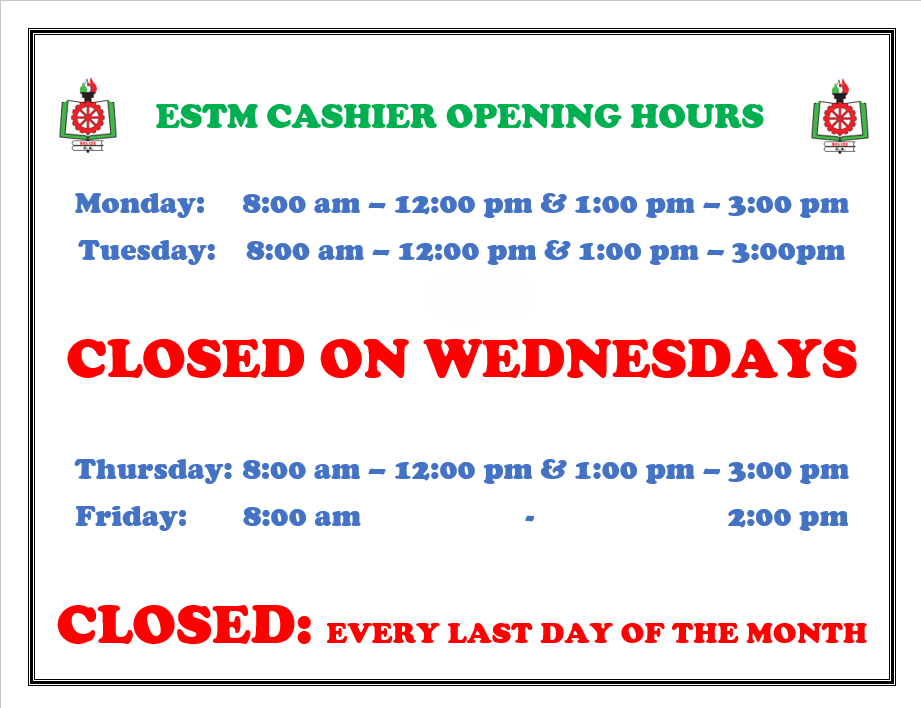 ESTM CASHIER OPENING HOURS
BELIZE
C.A.
BELIZE
C.A.
Monday: 8:00 am – 12:00 pm & 1:00 pm – 3:00 pm
Tuesday: 8:00 am – 12:00 pm & 1:00 pm – 3:00pm
CLOSED ON WEDNESDAYS
Thursday: 8:00 am – 12:00 pm & 1:00 pm – 3:00 pm
Friday: 8:00 am - 2:00 pm
CLOSED: EVERY LAST DAY OF THE MONTH